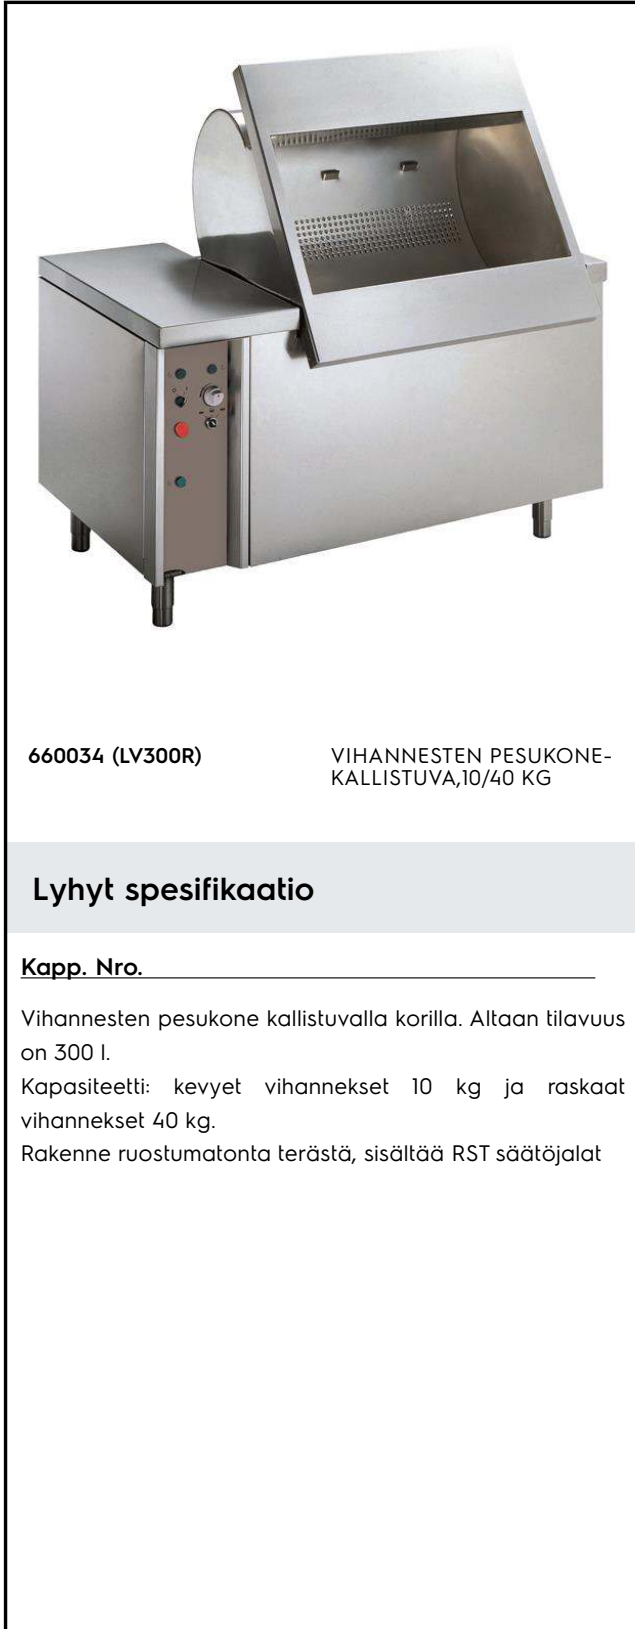 660034 (LV300R)
VIHANNESTEN PESUKONE-
KALLISTUVA,10/40 KG
Lyhyt spesifikaatio
Kapp. Nro.
Vihannesten pesukone kallistuvalla korilla. Altaan tilavuus
on 300 l.
Kapasiteetti: kevyet vihannekset 10 kg ja raskaat
vihannekset 40 kg.
Rakenne ruostumatonta terästä, sisältää RST säätöjalat